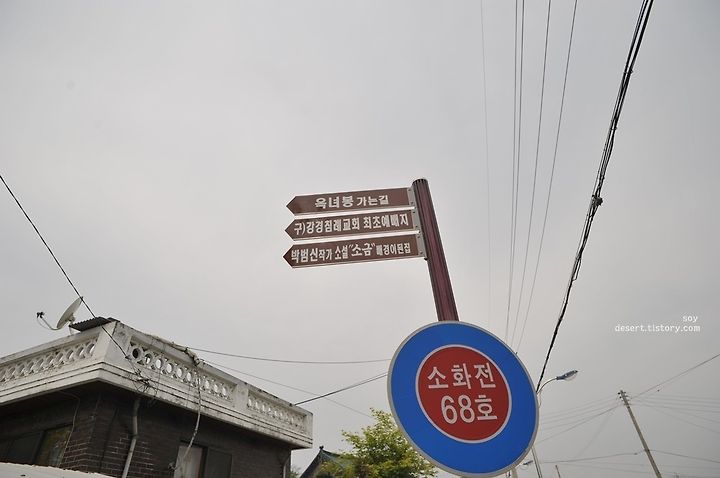 옥녀봉 가는길
구)강경침례교회 최초예배지
박범신작가 소설 "소금" 배경이된집
소화전
68호
soy
desert.tistory.com